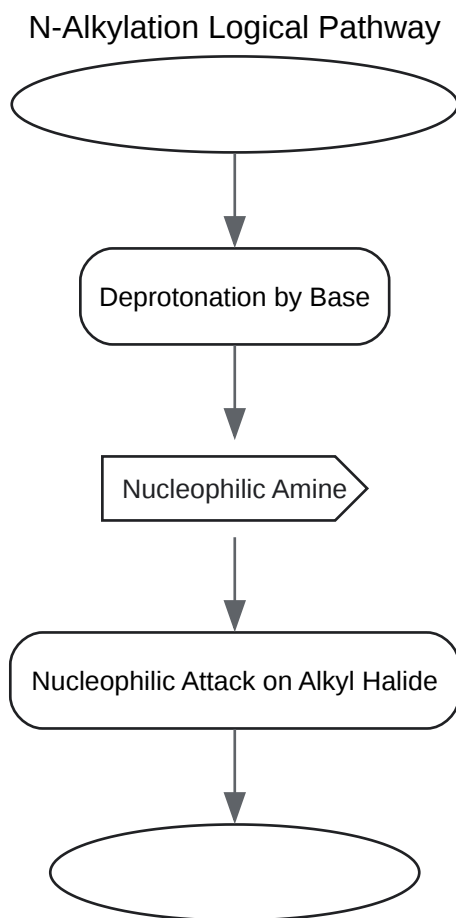 N-Alkylation Logical Pathway
Deprotonation by Base
Nucleophilic Amine
Nucleophilic Attack on Alkyl Halide